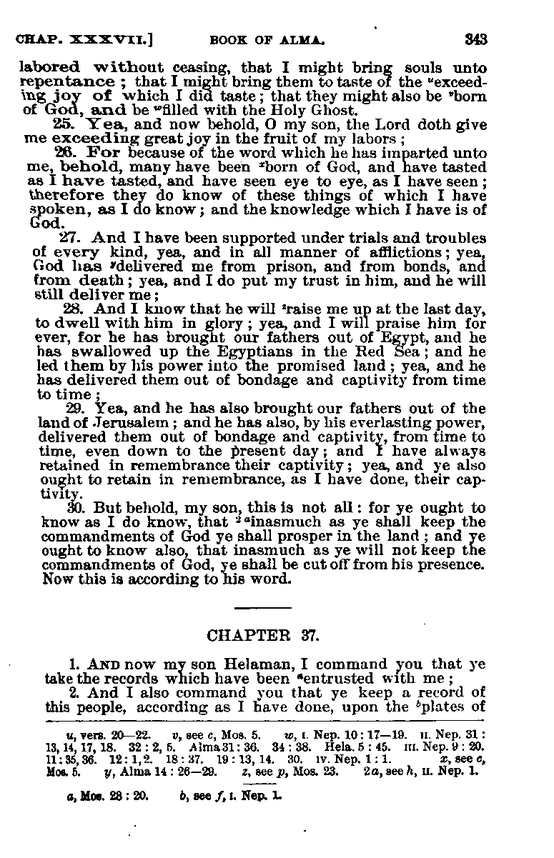 CHAP. XXXVII.] BOOK OF ALMA. 343
labored without ceasing, that I might bring souls unto
repentance ; that I might bring them to taste of the ᵘexceed-
ing joy of which I did taste ; that they might also be ᵛborn
of God, and be ʷfilled with the Holy Ghost.
25. Yea, and now behold, O my son, the Lord doth give
me exceeding great joy in the fruit of my labors ;
26. For because of the word which he has imparted unto
me, behold, many have been ˣborn of God, and have tasted
as I have tasted, and have seen eye to eye, as I have seen ;
therefore they do know of these things of which I have
spoken, as I do know ; and the knowledge which I have is of
God.
27. And I have been supported under trials and troubles
of every kind, yea, and in all manner of afflictions ; yea,
God has ʸdelivered me from prison, and from bonds, and
from death ; yea, and I do put my trust in him, and he will
still deliver me ;
28. And I know that he will ᶻraise me up at the last day,
to dwell with him in glory ; yea, and I will praise him for
ever, for he has brought our fathers out of Egypt, and he
has swallowed up the Egyptians in the Red Sea ; and he
led them by his power into the promised land ; yea, and he
has delivered them out of bondage and captivity from time
to time ;
29. Yea, and he has also brought our fathers out of the
land of Jerusalem ; and he has also, by his everlasting power,
delivered them out of bondage and captivity, from time to
time, even down to the present day ; and I have always
retained in remembrance their captivity ; yea, and ye also
ought to retain in remembrance, as I have done, their cap-
tivity.
30. But behold, my son, this is not all : for ye ought to
know as I do know, that ²ᵃinasmuch as ye shall keep the
commandments of God ye shall prosper in the land ; and ye
ought to know also, that inasmuch as ye will not keep the
commandments of God, ye shall be cut off from his presence.
Now this is according to his word.
CHAPTER 37.
1. AND now my son Helaman, I command you that ye
take the records which have been ᵃentrusted with me ;
2. And I also command you that ye keep a record of
this people, according as I have done, upon the ᵇplates of
u, vers. 20—22. v, see c, Mos. 5. w, I. Nep. 10 : 17—19. II. Nep. 31 :
13, 14, 17, 18. 32 : 2, 5. Alma 31 : 36. 34 : 38. Hela. 5 : 45. III. Nep. 9 : 20.
11 : 35, 36. 12 : 1, 2. 18 : 37. 19 : 13, 14. 30. IV. Nep. 1 : 1. x, see c,
Mos. 5. y, Alma 14 : 26—29. z, see p, Mos. 23. 2a, see h, II. Nep. 1.
a, Mos. 28 : 20. b, see f, I. Nep. 1.